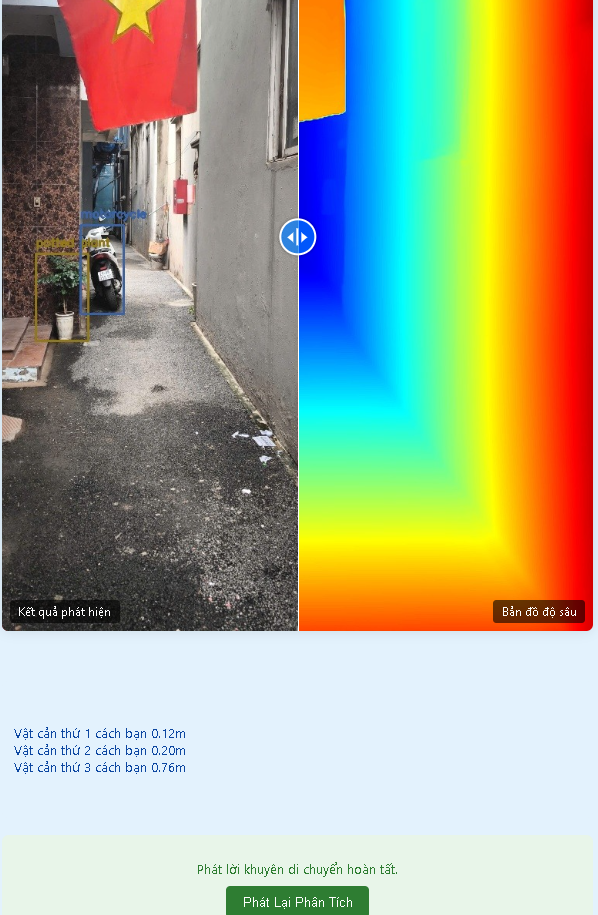 motorcycle
potted plant
Kết quả phát hiện
Bản đồ độ sâu
Vật cản thứ 1 cách bạn 0.12m
Vật cản thứ 2 cách bạn 0.20m
Vật cản thứ 3 cách bạn 0.76m
Phát lời khuyên di chuyển hoàn tất.
Phát Lại Phân Tích